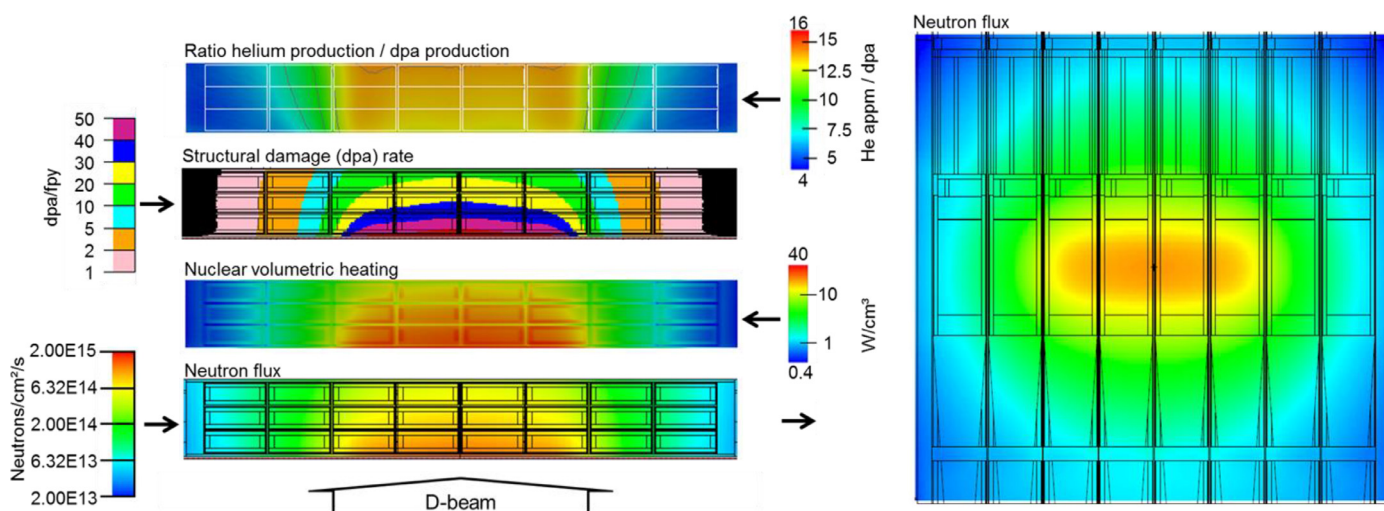 Ratio helium production / dpa production
16
15
12.5
10
7.5
5
4
He appm / dpa
Structural damage (dpa) rate
50
40
30
20
10
5
2
1
dpa/fpy
Nuclear volumetric heating
40
10
1
0.4
W/cm³
Neutron flux
2.00E15
6.32E14
2.00E14
6.32E13
2.00E13
Neutrons/cm²/s
D-beam
Neutron flux